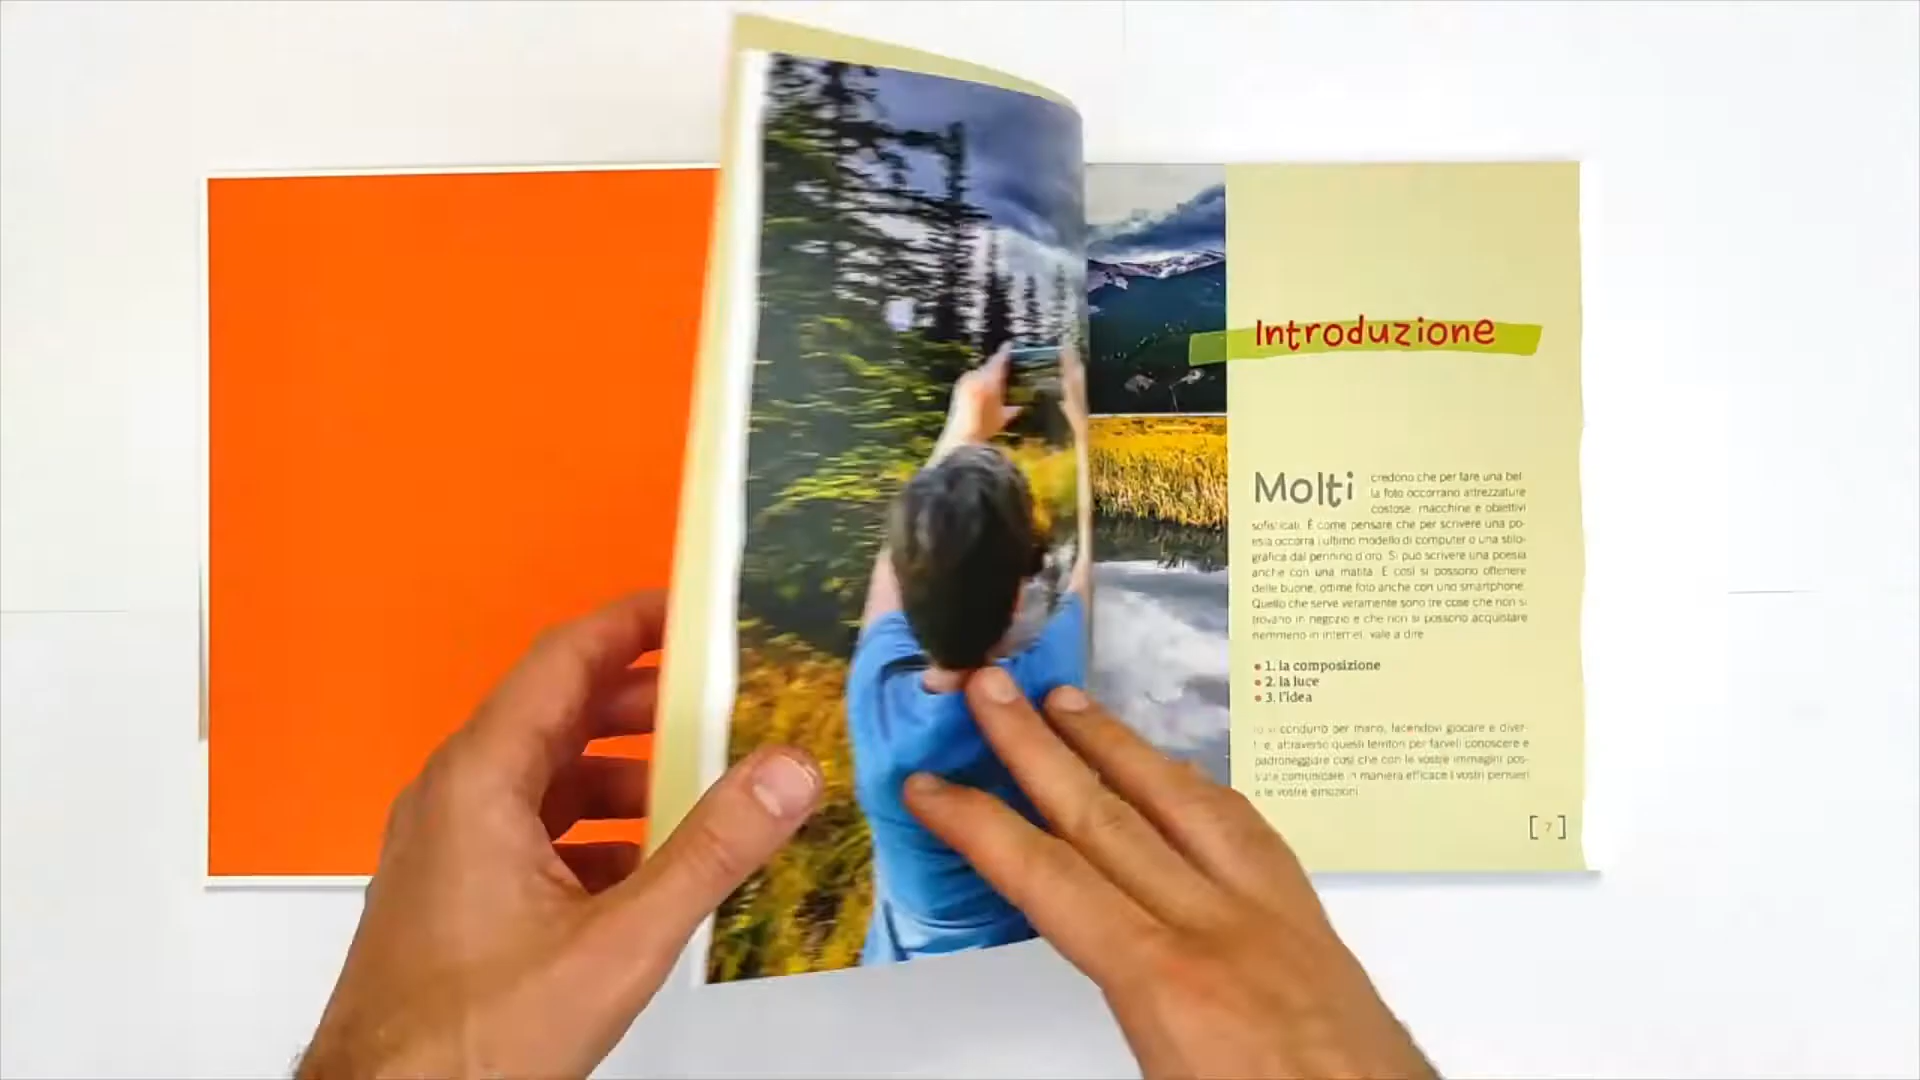 Introduzione
Molti credono che per fare una bel-
la foto occorrano attrezzature
costose, macchine e obiettivi
sofisticati. È come pensare che per scrivere una po-
esia occorra l'ultimo modello di computer o una stilo-
grafica dal pennino d'oro. Si può scrivere una poesia
anche con una matita. E così si possono ottenere
delle buone, ottime foto anche con uno smartphone.
Quello che serve veramente sono tre cose che non si
trovano in negozio e che non si possono acquistare
nemmeno in internet, vale a dire
• 1. la composizione
• 2. la luce
• 3. l'idea
Io vi condurrò per mano, facendovi giocare e diver-
tire, attraverso questi territori per farveli conoscere e
padroneggiare così che con le vostre immagini pos-
siate comunicare in maniera efficace i vostri pensieri
e le vostre emozioni.
[ 7 ]